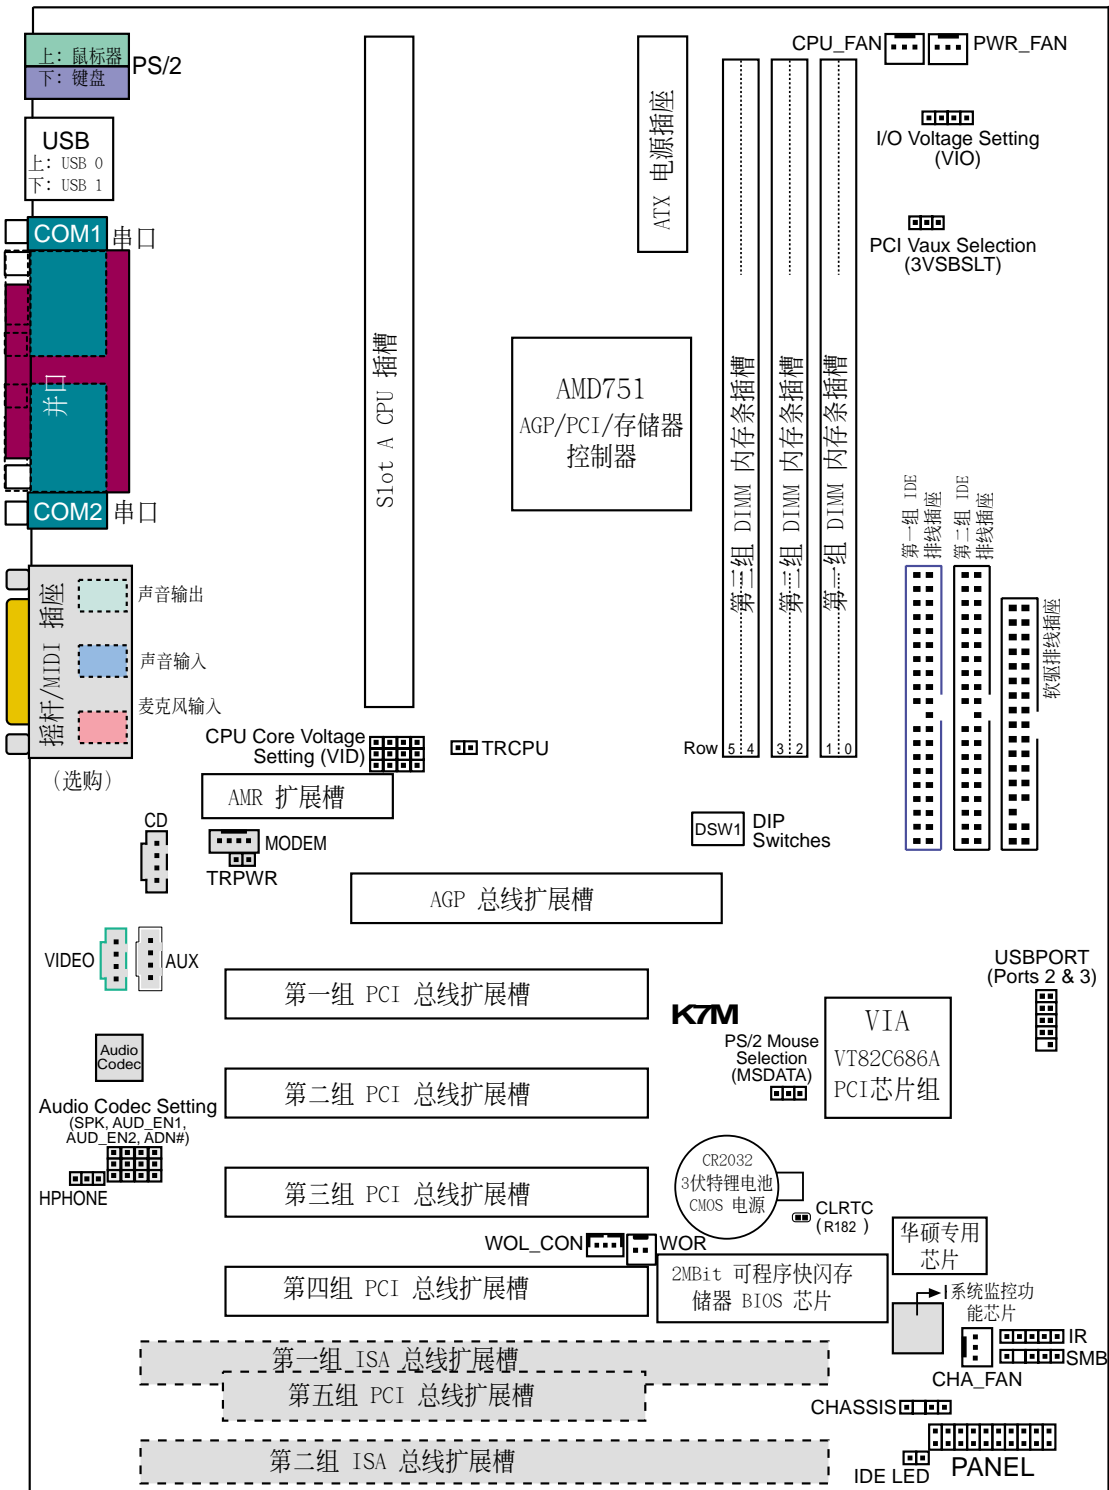 上：鼠标器
下：键盘
PS/2
USB
上：USB 0
下：USB 1
COM1
串口
并口
COM2
串口
摇杆/MIDI 插座
声音输出
声音输入
麦克风输入
(选购)
Slot A CPU 插槽
ATX 电源插座
CPU_FAN
PWR_FAN
I/O Voltage Setting
(VIO)
PCI Vaux Selection
(3VSBSLT)
AMD751
AGP/PCI/存储器
控制器
第三组 DIMM 内存条插槽
第二组 DIMM 内存条插槽
第一组 DIMM 内存条插槽
第一组 IDE
排线插座
第二组 IDE
排线插座
软驱排线插座
CPU Core Voltage
Setting (VID)
TRCPU
Row
5 4
3 2
1 0
AMR 扩展槽
DSW1
DIP
Switches
CD
MODEM
TRPWR
AGP 总线扩展槽
VIDEO
AUX
USBPORT
(Ports 2 & 3)
第一组 PCI 总线扩展槽
K7M
VIA
VT82C686A
PCI芯片组
PS/2 Mouse
Selection
(MSDATA)
Audio
Codec
第二组 PCI 总线扩展槽
Audio Codec Setting
(SPK, AUD_EN1,
AUD_EN2, ADN#)
HPHONE
第三组 PCI 总线扩展槽
CR2032
3伏特锂电池
CMOS 电源
CLRTC
(R182 )
华硕专用
芯片
WOL_CON
WOR
第四组 PCI 总线扩展槽
2MBit 可程序快闪存
储器 BIOS 芯片
系统监控功
能芯片
IR
SMB
CHA_FAN
第一组 ISA 总线扩展槽
第五组 PCI 总线扩展槽
CHASSIS
第二组 ISA 总线扩展槽
IDE LED
PANEL